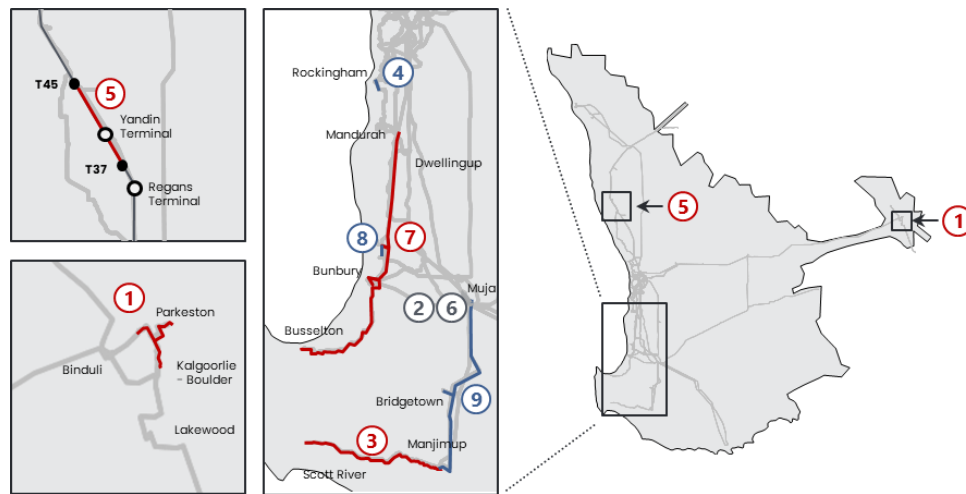 T45
5
Yandin
Terminal
T37
Regans
Terminal
1
Parkeston
Binduli
Kalgoorlie
- Boulder
Lakewood
Rockingham
4
Mandurah
Dwellingup
8
7
Bunbury
Muja
2
6
Busselton
Bridgetown
9
3
Manjimup
Scott River
5
1